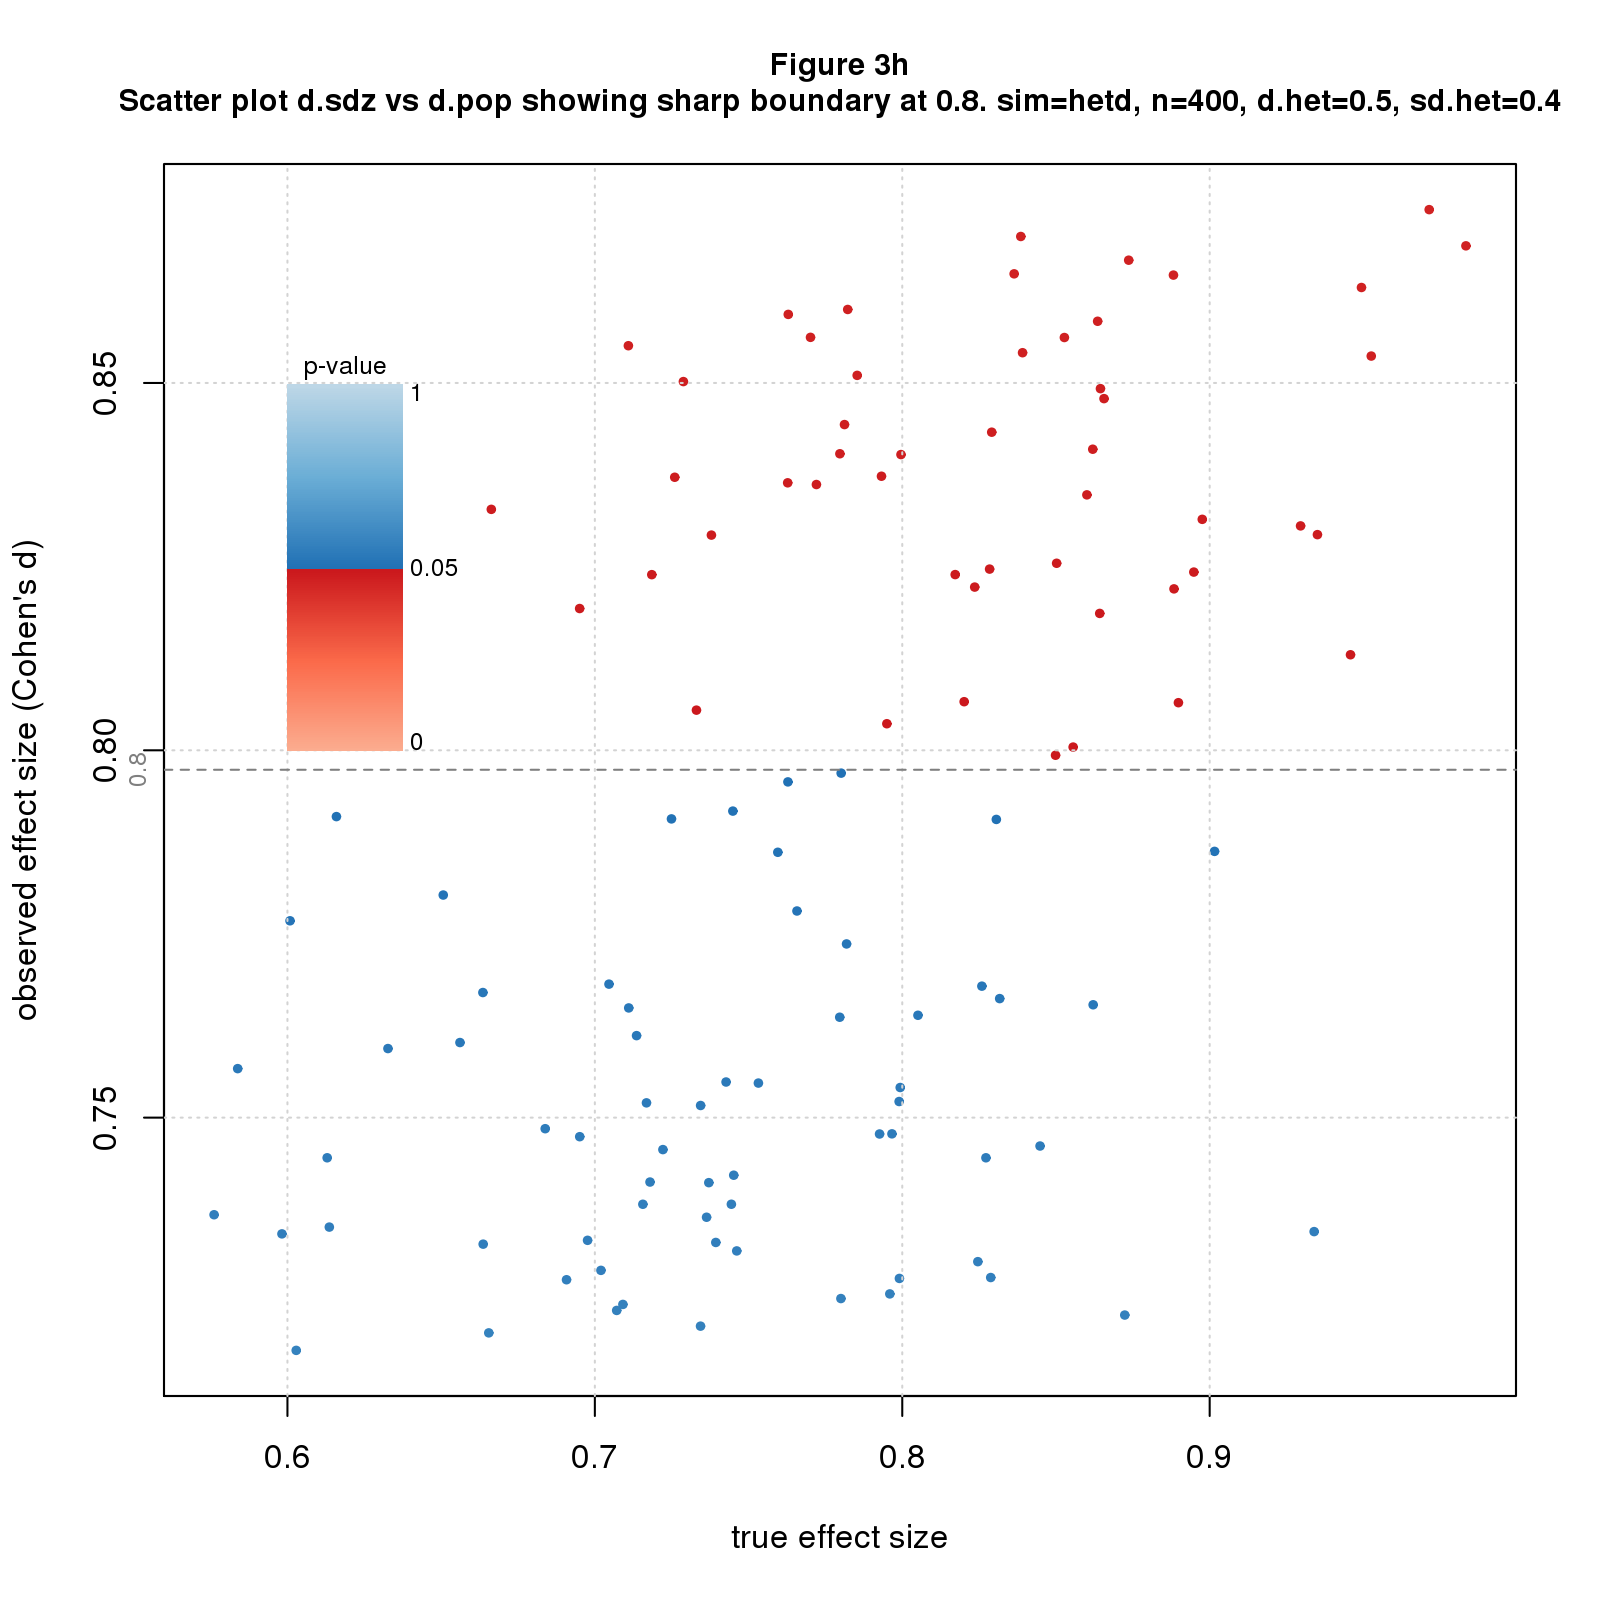 Figure 3h
Scatter plot d.sdz vs d.pop showing sharp boundary at 0.8. sim=hetd, n=400, d.het=0.5, sd.het=0.4
observed effect size (Cohen's d)
0.85
0.80
0.8
0.75
p-value
1
0.05
0
0.6 0.7 0.8 0.9
true effect size